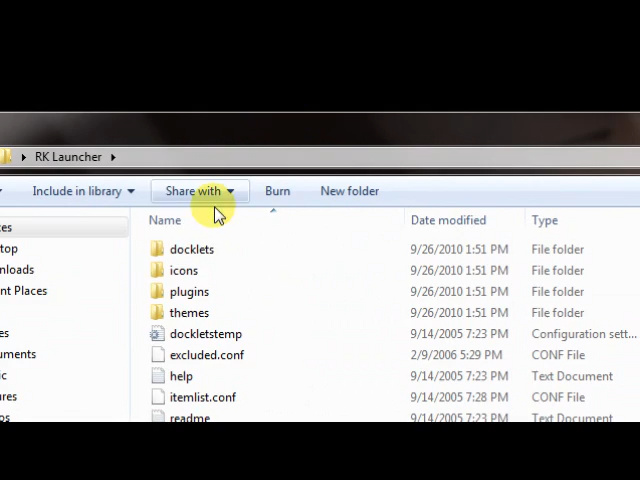 RK Launcher
Include in library Share with Burn New folder
Name Date modified Type
tes
top
nloads
nt Places
es
uments
ic
ures
os
docklets 9/26/2010 1:51 PM File folder
icons 9/26/2010 1:51 PM File folder
plugins 9/26/2010 1:51 PM File folder
themes 9/26/2010 1:51 PM File folder
dockletstemp 9/14/2005 7:23 PM Configuration sett...
excluded.conf 2/9/2006 5:29 PM CONF File
help 9/14/2005 7:23 PM Text Document
itemlist.conf 9/14/2005 7:28 PM CONF File
readme 9/14/2005 7:23 PM Text Document